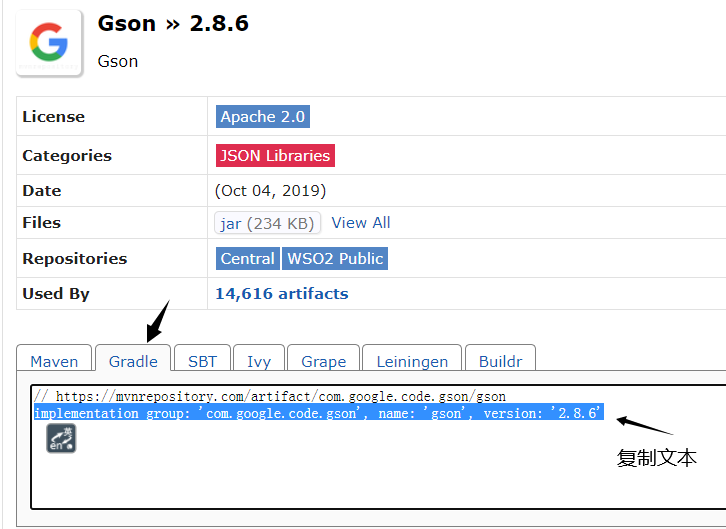 Gson » 2.8.6
Gson
License Apache 2.0
Categories JSON Libraries
Date (Oct 04, 2019)
Files jar (234 KB) View All
Repositories Central WSO2 Public
Used By 14,616 artifacts
Maven Gradle SBT Ivy Grape Leiningen Buildr
// https://mvnrepository.com/artifact/com.google.code.gson/gson
implementation group: 'com.google.code.gson', name: 'gson', version: '2.8.6'
en 英
复制文本